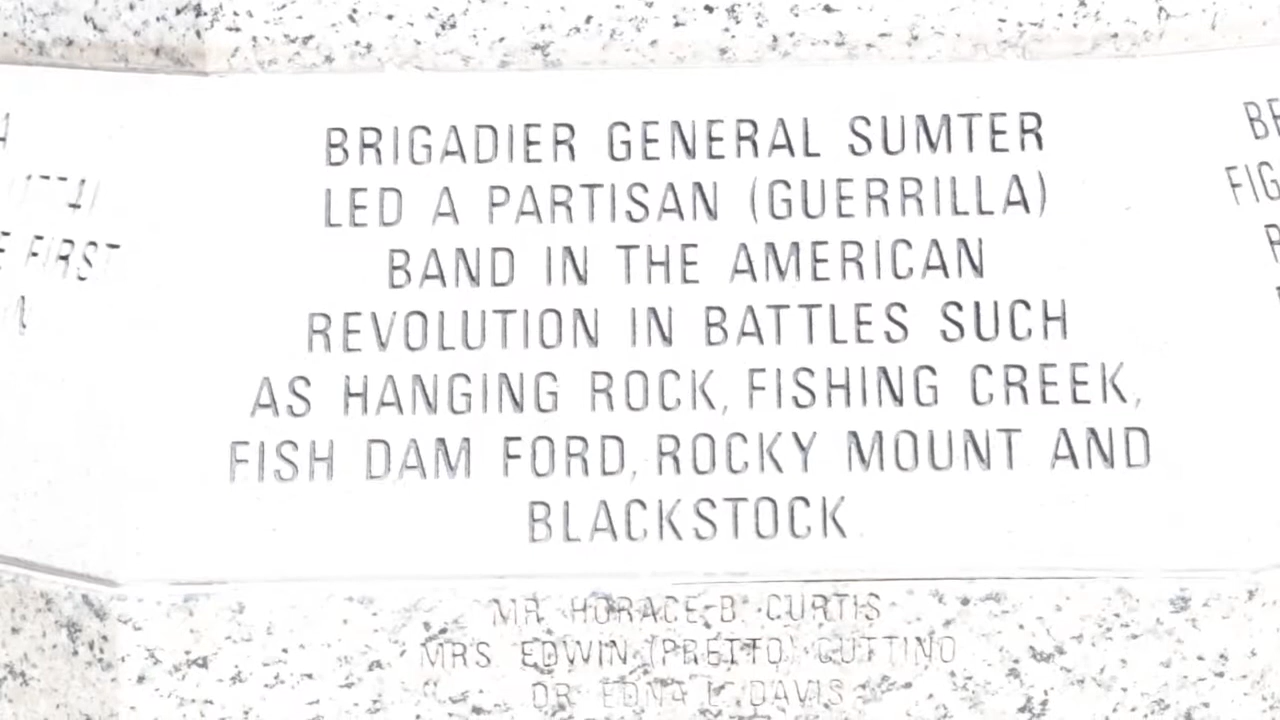 BRIGADIER GENERAL SUMTER
LED A PARTISAN (GUERRILLA)
BAND IN THE AMERICAN
REVOLUTION IN BATTLES SUCH
AS HANGING ROCK, FISHING CREEK,
FISH DAM FORD, ROCKY MOUNT AND
BLACKSTOCK.
MR. HORACE B. CURTIS
MRS. EDWIN (PRETTO) CUTTINO
DR. EDNA L. DAVIS
FIRST